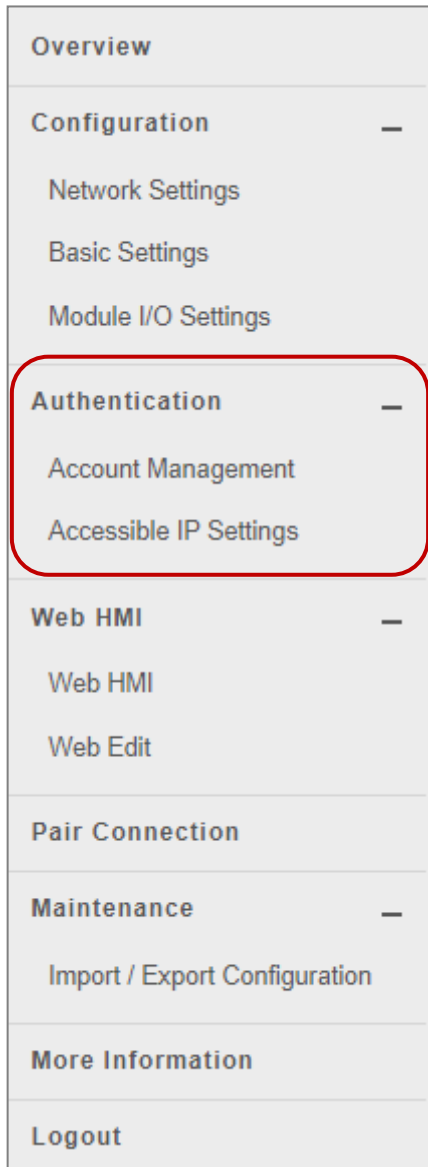 Overview
Configuration
Network Settings
Basic Settings
Module I/O Settings
Authentication
Account Management
Accessible IP Settings
Web HMI
Web HMI
Web Edit
Pair Connection
Maintenance
Import / Export Configuration
More Information
Logout